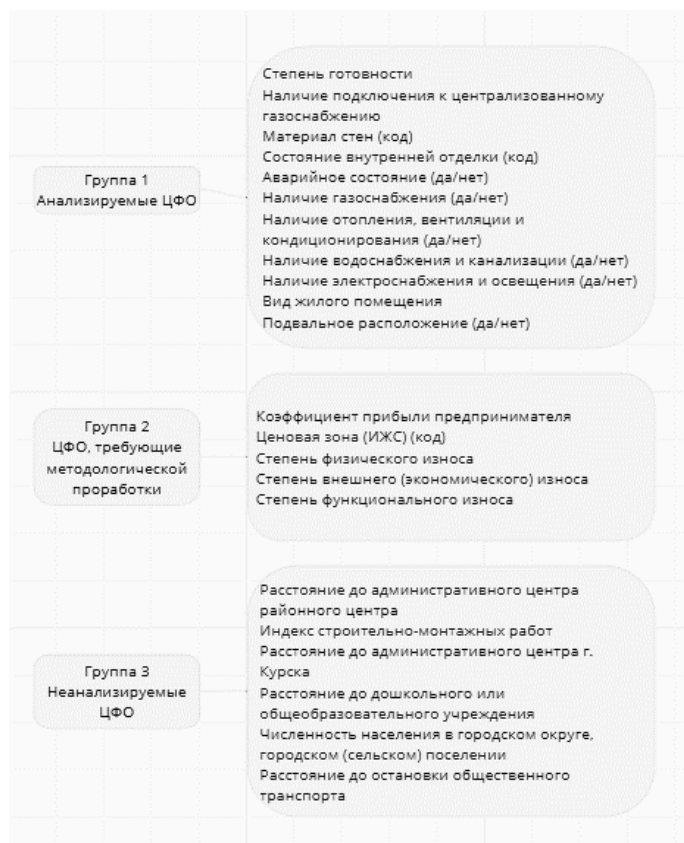 Группа 1
Анализируемые ЦФО
Степень готовности
Наличие подключения к централизованному
газоснабжению
Материал стен (код)
Состояние внутренней отделки (код)
Аварийное состояние (да/нет)
Наличие газоснабжения (да/нет)
Наличие отопления, вентиляции и
кондиционирования (да/нет)
Наличие водоснабжения и канализации (да/нет)
Наличие электроснабжения и освещения (да/нет)
Вид жилого помещения
Подвальное расположение (да/нет)
Группа 2
ЦФО, требующие
методологической
проработки
Коэффициент прибыли предпринимателя
Ценовая зона (ИЖС) (код)
Степень физического износа
Степень внешнего (экономического) износа
Степень функционального износа
Группа 3
Неанализируемые
ЦФО
Расстояние до административного центра
районного центра
Индекс строительно-монтажных работ
Расстояние до административного центра г.
Курска
Расстояние до дошкольного или
общеобразовательного учреждения
Численность населения в городском округе,
городском (сельском) поселении
Расстояние до остановки общественного
транспорта